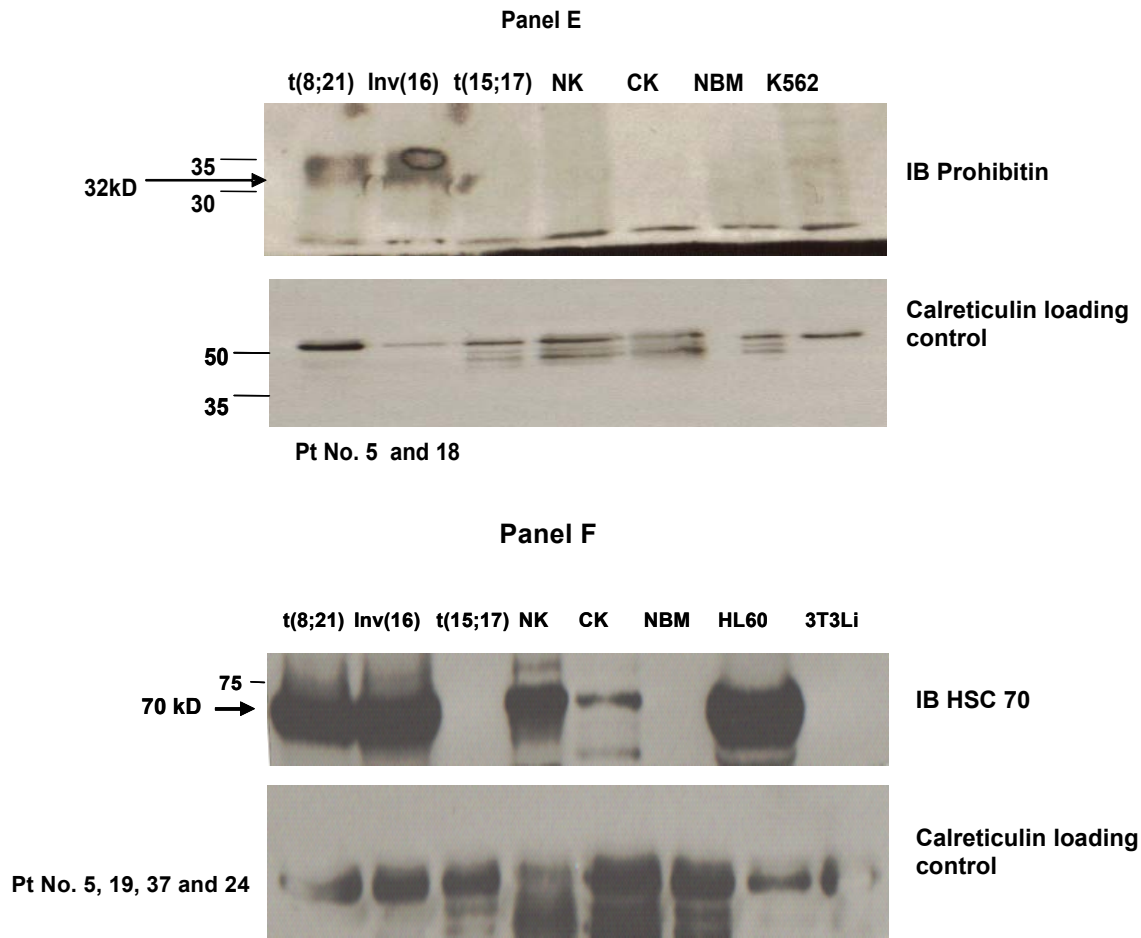 Panel E
t(8;21) Inv(16) t(15;17) NK CK NBM K562
35
32kD
30
IB Prohibitin
Calreticulin loading
control
50
35
Pt No. 5 and 18
Panel F
t(8;21) Inv(16) t(15;17) NK CK NBM HL60 3T3Li
75
70 kD
IB HSC 70
Calreticulin loading
control
Pt No. 5, 19, 37 and 24